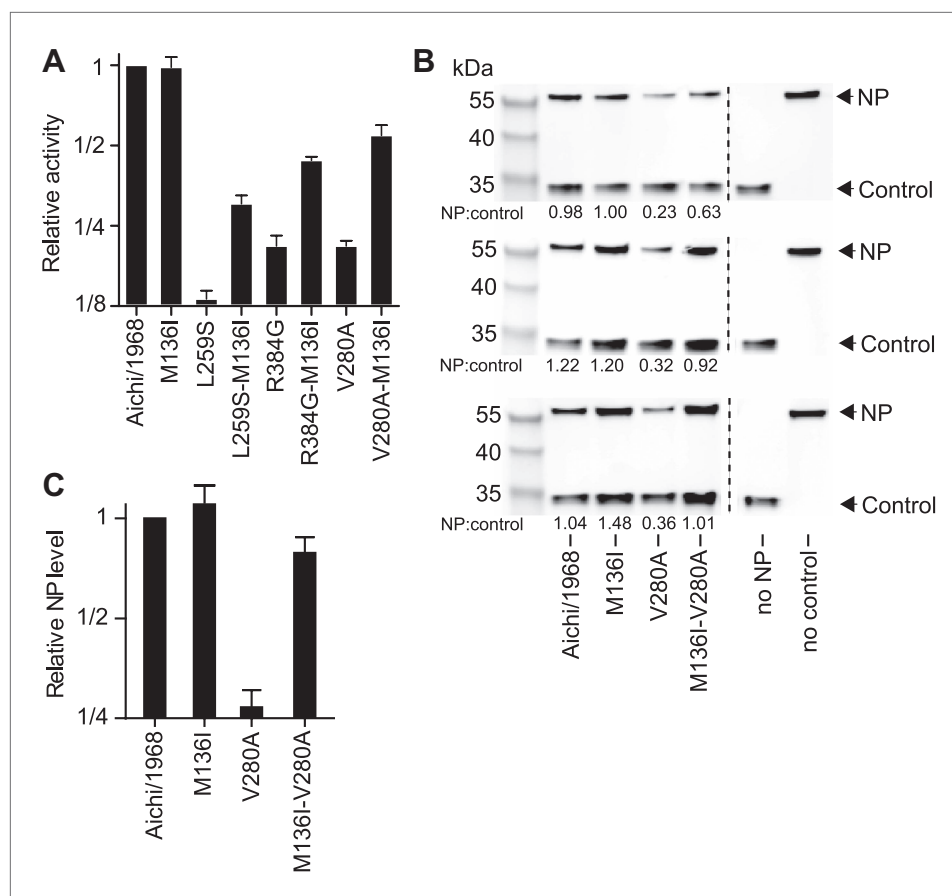 A
Relative activity
1
1/2
1/4
1/8
Aichi/1968
M136I
L259S
L259S-M136I
R384G
R384G-M136I
V280A
V280A-M136I
B
kDa
55
40
35
NP
Control
NP:control 0.98 1.00 0.23 0.63
55
40
35
NP
Control
NP:control 1.22 1.20 0.32 0.92
55
40
35
NP
Control
NP:control 1.04 1.48 0.36 1.01
Aichi/1968
M136I
V280A
M136I-V280A
no NP
no control
C
Relative NP level
1
1/2
1/4
Aichi/1968
M136I
V280A
M136I-V280A